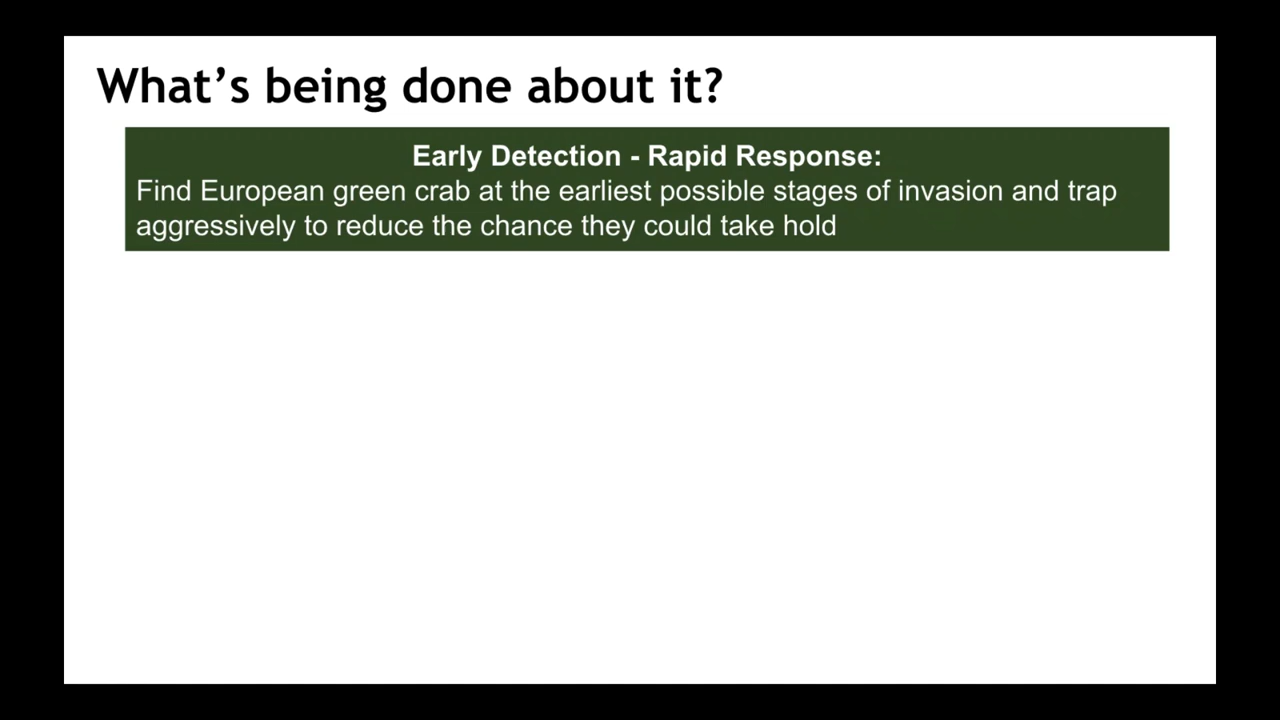 What’s being done about it?
Early Detection - Rapid Response:
Find European green crab at the earliest possible stages of invasion and trap
aggressively to reduce the chance they could take hold